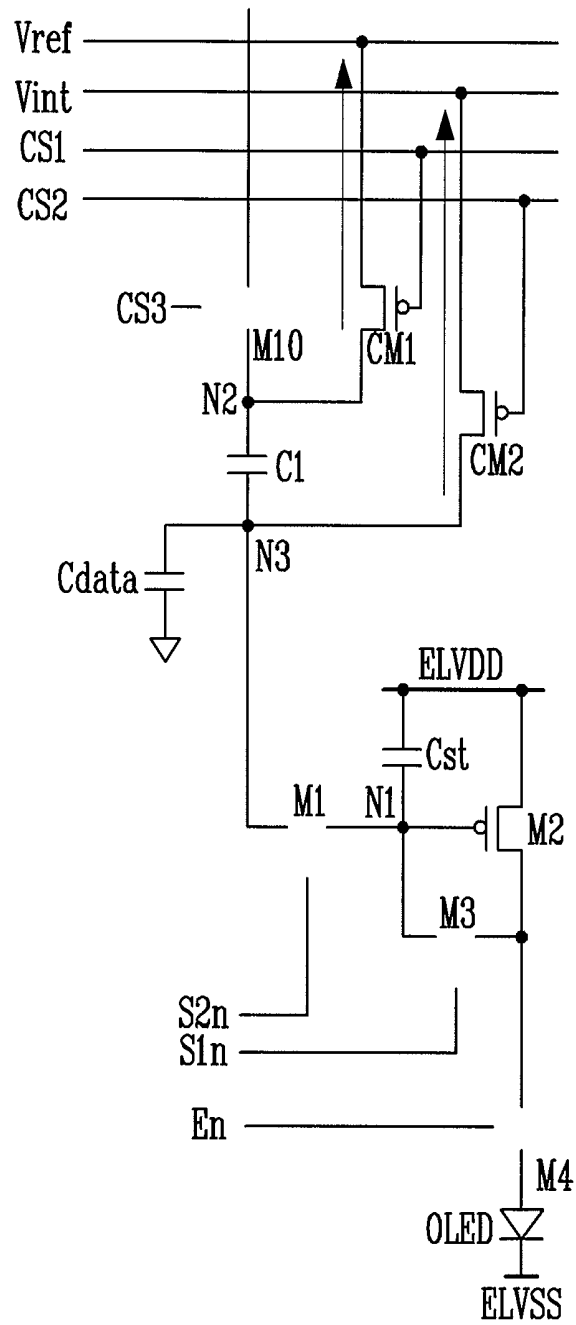 Vref
Vint
CS1
CS2
CS3
M10
CM1
N2
C1
CM2
N3
Cdata
ELVDD
Cst
M1
N1
M2
M3
S2n
S1n
En
M4
OLED
ELVSS